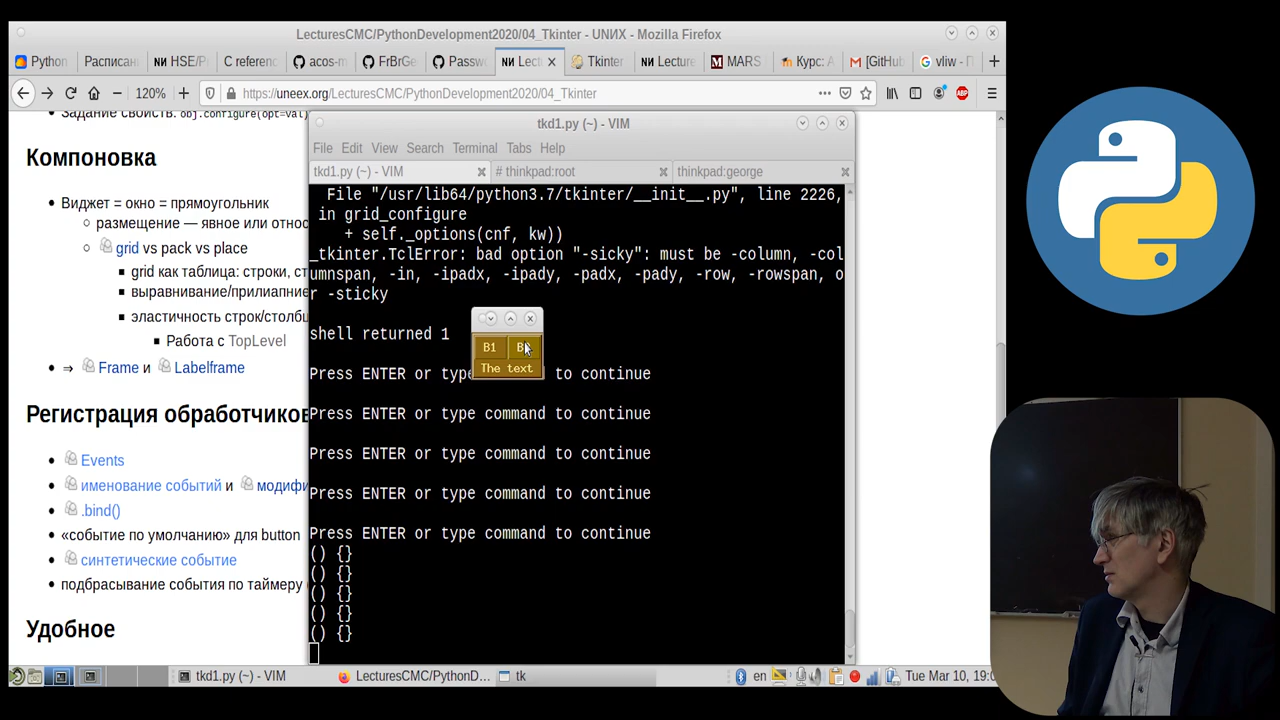 LecturesCMC/PythonDevelopment2020/04_Tkinter - UNИX - Mozilla Firefox
Python
Расписан
NИ HSE/P
C referenc
acos-m
FrBrGe
Passwo
NИ Lect
Tkinter
NИ Lecture
MARS
Курс: А
[GitHub
vliw - П
120%
https://uneex.org/LecturesCMC/PythonDevelopment2020/04_Tkinter
ABP
Задание свойств: obj.configure(opt=val)
Компоновка
Виджет = окно = прямоугольник
размещение — явное или относ
grid vs pack vs place
grid как таблица: строки, ст
выравнивание/прилиапние
эластичность строк/столбц
Работа с TopLevel
⇒ Frame и Labelframe
Регистрация обработчиков
Events
именование событий и модифи
.bind()
«событие по умолчанию» для button
синтетические событие
подбрасывание события по таймеру (
Удобное
tkd1.py (~) - VIM
File Edit View Search Terminal Tabs Help
tkd1.py (~) - VIM
# thinkpad:root
thinkpad:george
File "/usr/lib64/python3.7/tkinter/__init__.py", line 2226,
in grid_configure
+ self._options(cnf, kw))
_tkinter.TclError: bad option "-sicky": must be -column, -col
umnspan, -in, -ipadx, -ipady, -padx, -pady, -row, -rowspan, o
r -sticky
shell returned 1
B1
The text
Press ENTER or type to continue
Press ENTER or type command to continue
Press ENTER or type command to continue
Press ENTER or type command to continue
Press ENTER or type command to continue
() {}
() {}
() {}
() {}
() {}
tkd1.py (~) - VIM
LecturesCMC/PythonD...
tk
en
Tue Mar 10, 19:0